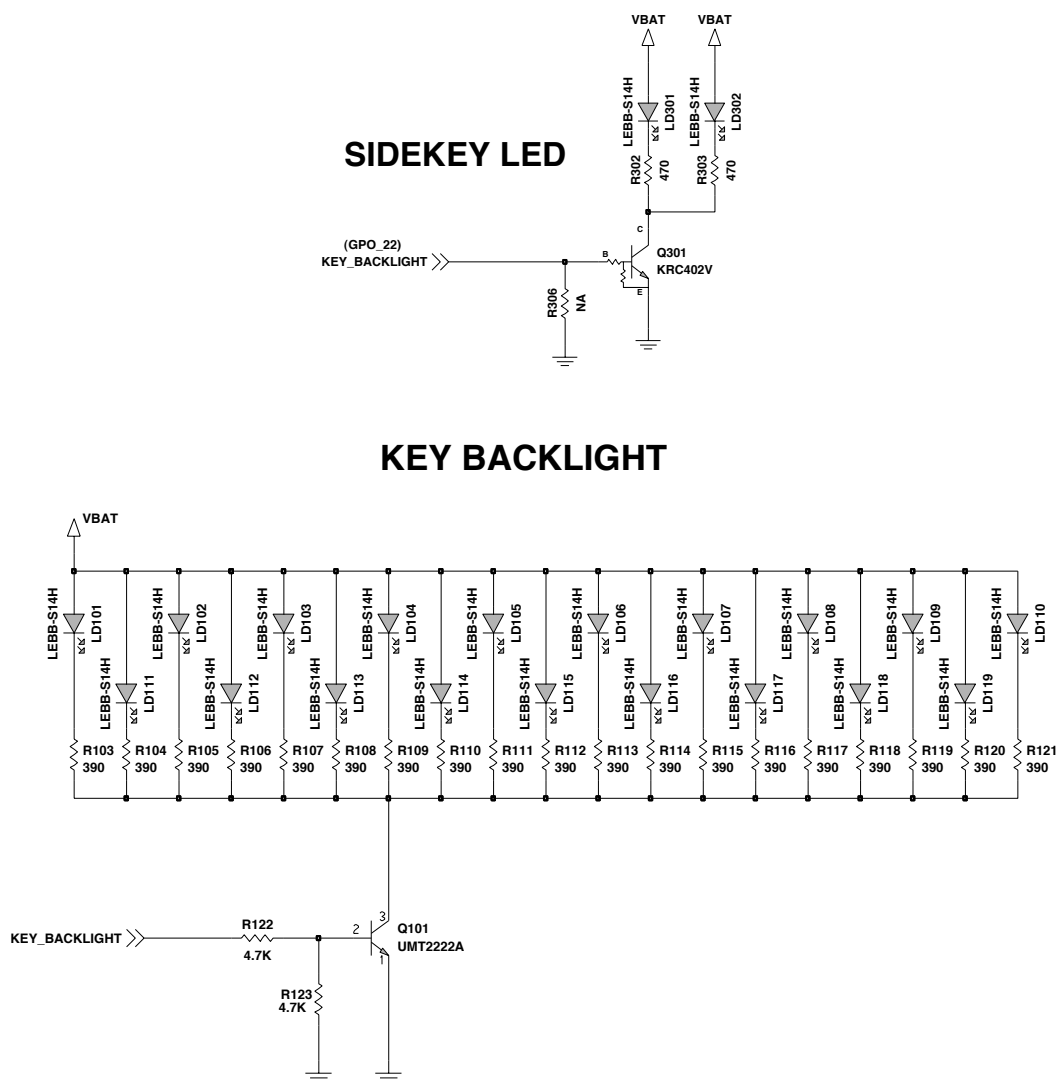 VBAT
VBAT
LEBB-S14H
LD301
LEBB-S14H
LD302
SIDEKEY LED
R302
470
R303
470
C
(GPO_22)
KEY_BACKLIGHT
B
Q301
KRC402V
E
R306
NA
KEY BACKLIGHT
VBAT
LEBB-S14H
LD101
LEBB-S14H
LD102
LEBB-S14H
LD103
LEBB-S14H
LD104
LEBB-S14H
LD105
LEBB-S14H
LD106
LEBB-S14H
LD107
LEBB-S14H
LD108
LEBB-S14H
LD109
LEBB-S14H
LD110
LEBB-S14H
LD111
LEBB-S14H
LD112
LEBB-S14H
LD113
LEBB-S14H
LD114
LEBB-S14H
LD115
LEBB-S14H
LD116
LEBB-S14H
LD117
LEBB-S14H
LD118
LEBB-S14H
LD119
R103
390
R104
390
R105
390
R106
390
R107
390
R108
390
R109
390
R110
390
R111
390
R112
390
R113
390
R114
390
R115
390
R116
390
R117
390
R118
390
R119
390
R120
390
R121
390
KEY_BACKLIGHT
R122
4.7K
2
3
1
Q101
UMT2222A
R123
4.7K